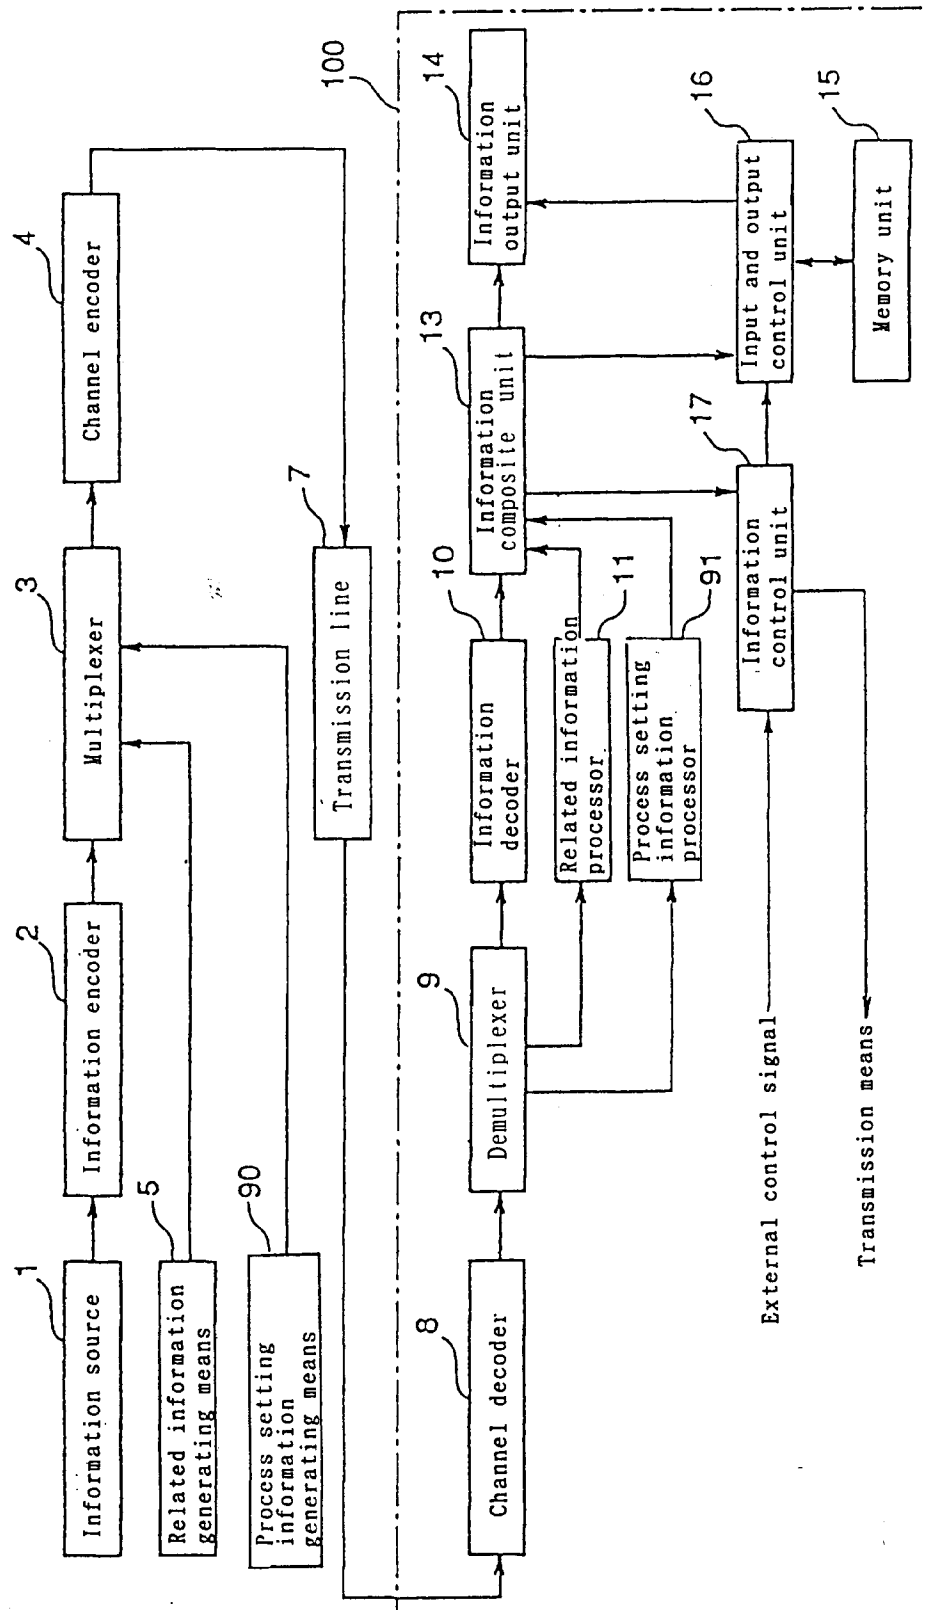 1
Information source
2
Information encoder
3
Multiplexer
4
Channel encoder
5
Related information
generating means
90
Process setting
information
generating means
7
Transmission line
100
8
Channel decoder
9
Demultiplexer
10
Information
decoder
13
Information
composite unit
14
Information
output unit
Related information
processor
11
Process setting
information
processor
91
17
Information
control unit
16
Input and output
control unit
15
Memory unit
External control signal
Transmission means